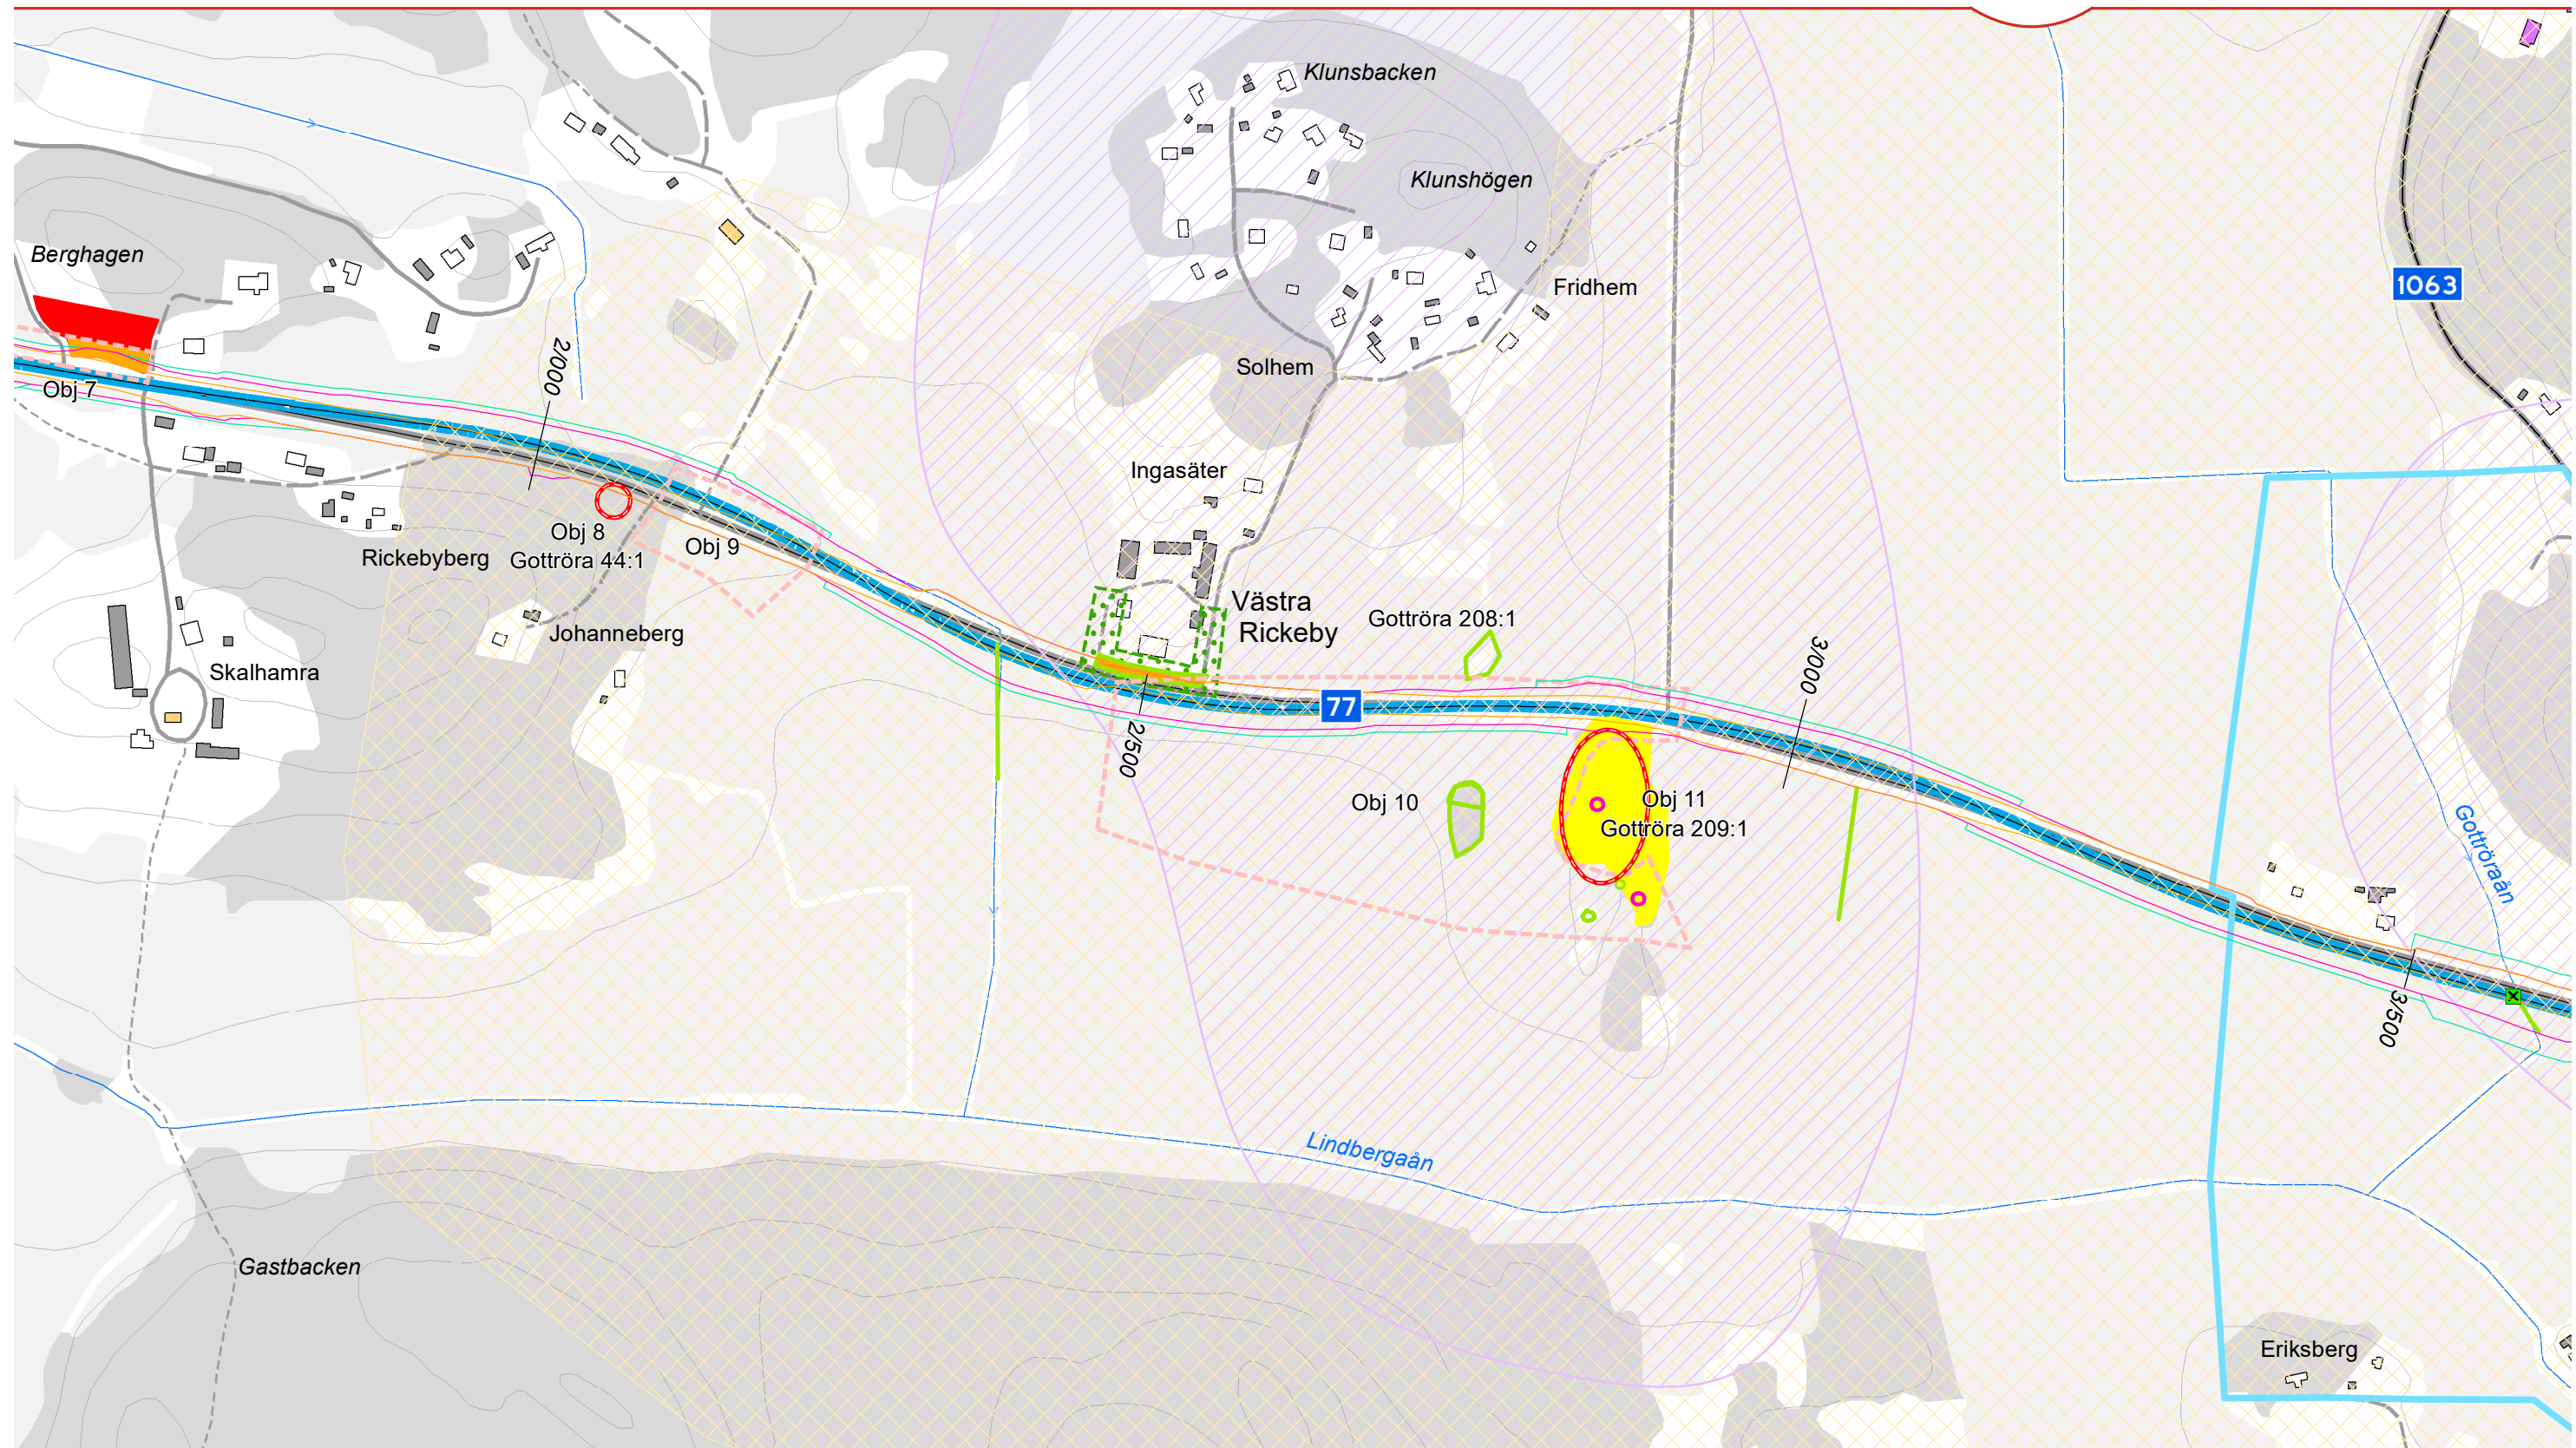 Klunsbacken
Klunshögen
Berghagen
1063
Fridhem
2/000
Solhem
Obj 7
Ingasäter
Obj 8
Gottröra 44:1
Obj 9
Rickebyberg
Västra
Rickeby
Gottröra 208:1
Johanneberg
Skalhamra
3/000
77
2/500
Obj 10
Obj 11
Gottröra 209:1
Gottröraån
3/500
Lindbergaån
Gastbacken
Eriksberg